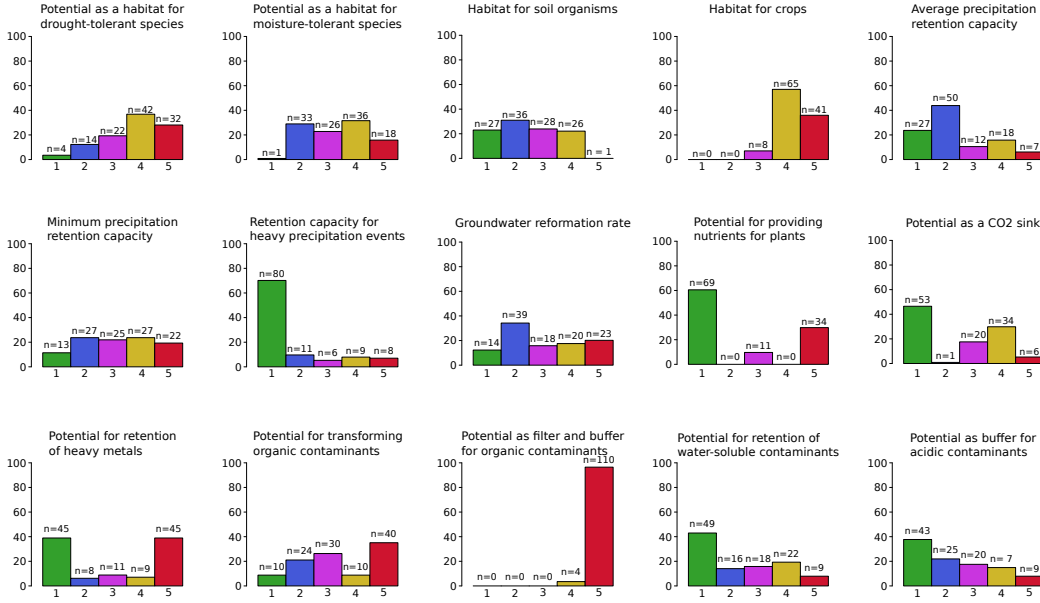 Potential as a habitat for
drought-tolerant species
100
80
60
40
20
0
n=4
n=14
n=22
n=42
n=32
1 2 3 4 5
Potential as a habitat for
moisture-tolerant species
100
80
60
40
20
0
n=1
n=33
n=26
n=36
n=18
1 2 3 4 5
Habitat for soil organisms
100
80
60
40
20
0
n=27
n=36
n=28
n=26
n = 1
1 2 3 4 5
Habitat for crops
100
80
60
40
20
0
n=0
n=0
n=8
n=65
n=41
1 2 3 4 5
Average precipitation
retention capacity
100
80
60
40
20
0
n=27
n=50
n=12
n=18
n=7
1 2 3 4 5
Minimum precipitation
retention capacity
100
80
60
40
20
0
n=13
n=27
n=25
n=27
n=22
1 2 3 4 5
Retention capacity for
heavy precipitation events
100
80
60
40
20
0
n=80
n=11
n=6
n=9
n=8
1 2 3 4 5
Groundwater reformation rate
100
80
60
40
20
0
n=14
n=39
n=18
n=20
n=23
1 2 3 4 5
Potential for providing
nutrients for plants
100
80
60
40
20
0
n=69
n=0
n=11
n=0
n=34
1 2 3 4 5
Potential as a CO2 sink
100
80
60
40
20
0
n=53
n=1
n=20
n=34
n=6
1 2 3 4 5
Potential for retention
of heavy metals
100
80
60
40
20
0
n=45
n=8
n=11
n=9
n=45
1 2 3 4 5
Potential for transforming
organic contaminants
100
80
60
40
20
0
n=10
n=24
n=30
n=10
n=40
1 2 3 4 5
Potential as filter and buffer
for organic contaminants
100
80
60
40
20
0
n=0
n=0
n=0
n=4
n=110
1 2 3 4 5
Potential for retention of
water-soluble contaminants
100
80
60
40
20
0
n=49
n=16
n=18
n=22
n=9
1 2 3 4 5
Potential as buffer for
acidic contaminants
100
80
60
40
20
0
n=43
n=25
n=20
n= 7
n=9
1 2 3 4 5